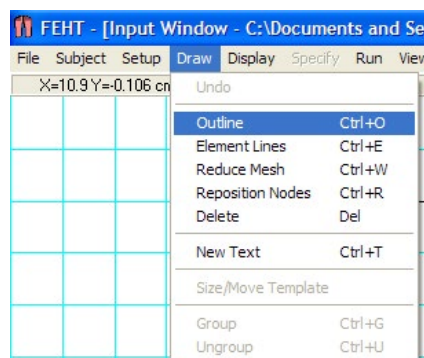 FEHT - [Input Window - C:\Documents and Se
File Subject Setup Draw Display Specify Run View
X=10.9 Y=-0.106 cm
Undo
Outline Ctrl+O
Element Lines Ctrl+E
Reduce Mesh Ctrl+W
Reposition Nodes Ctrl+R
Delete Del
New Text Ctrl+T
Size/Move Template
Group Ctrl+G
Ungroup Ctrl+U